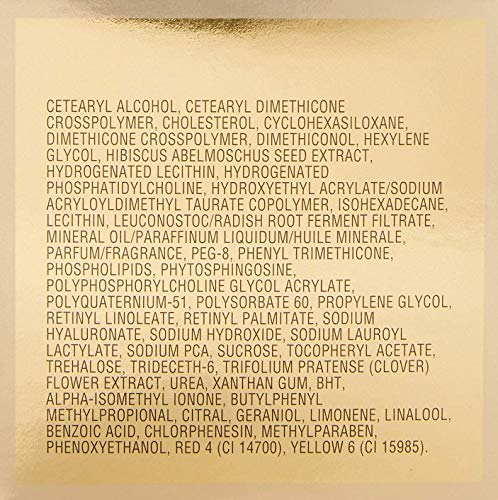 CETEARYL ALCOHOL, CETEARYL DIMETHICONE
CROSSPOLYMER, CHOLESTEROL, CYCLOHEXASILOXANE,
DIMETHICONE CROSSPOLYMER, DIMETHICONOL, HEXYLENE
GLYCOL, HIBISCUS ABELMOSCHUS SEED EXTRACT,
HYDROGENATED LECITHIN, HYDROGENATED
PHOSPHATIDYLCHOLINE, HYDROXYETHYL ACRYLATE/SODIUM
ACRYLOYLDIMETHYL TAURATE COPOLYMER, ISOHEXADECANE,
LECITHIN, LEUCONOSTOC/RADISH ROOT FERMENT FILTRATE,
MINERAL OIL/PARAFFINUM LIQUIDUM/HUILE MINERALE,
PARFUM/FRAGRANCE, PEG-8, PHENYL TRIMETHICONE,
PHOSPHOLIPIDS, PHYTOSPHINGOSINE,
POLYPHOSPHORYLCHOLINE GLYCOL ACRYLATE,
POLYQUATERNIUM-51, POLYSORBATE 60, PROPYLENE GLYCOL,
RETINYL LINOLEATE, RETINYL PALMITATE, SODIUM
HYALURONATE, SODIUM HYDROXIDE, SODIUM LAUROYL
LACTYLATE, SODIUM PCA, SUCROSE, TOCOPHERYL ACETATE,
TREHALOSE, TRIDECETH-6, TRIFOLIUM PRATENSE (CLOVER)
FLOWER EXTRACT, UREA, XANTHAN GUM, BHT,
ALPHA-ISOMETHYL IONONE, BUTYLPHENYL
METHYLPROPIONAL, CITRAL, GERANIOL, LIMONENE, LINALOOL,
BENZOIC ACID, CHLORPHENESIN, METHYLPARABEN,
PHENOXYETHANOL, RED 4 (CI 14700), YELLOW 6 (CI 15985).